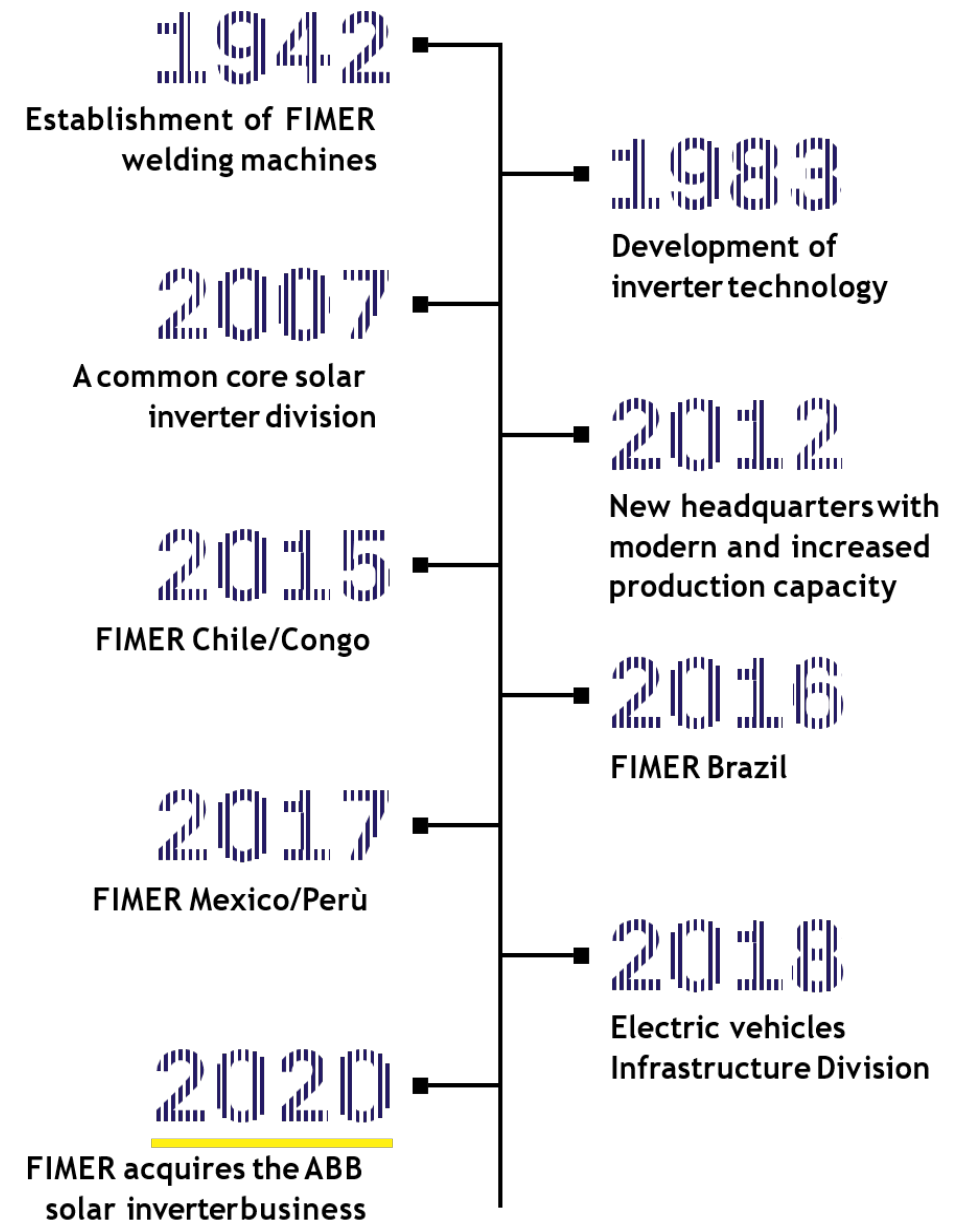 1942
Establishment of FIMER
welding machines
1983
Development of
inverter technology
2007
A common core solar
inverter division
2012
New headquarters with
modern and increased
production capacity
2015
FIMER Chile/Congo
2016
FIMER Brazil
2017
FIMER Mexico/Perù
2018
Electric vehicles
Infrastructure Division
2020
FIMER acquires the ABB
solar inverterbusiness